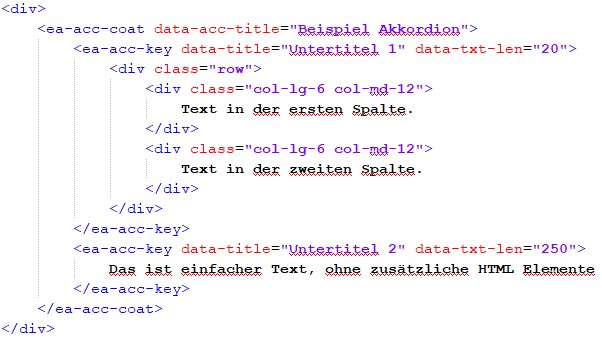 <div>
<ea-acc-coat data-acc-title="Beispiel Akkordion">
<ea-acc-key data-title="Untertitel 1" data-txt-len="20">
<div class="row">
<div class="col-lg-6 col-md-12">
Text in der ersten Spalte.
</div>
<div class="col-lg-6 col-md-12">
Text in der zweiten Spalte.
</div>
</div>
</ea-acc-key>
<ea-acc-key data-title="Untertitel 2" data-txt-len="250">
Das ist einfacher Text, ohne zusätzliche HTML Elemente
</ea-acc-key>
</ea-acc-coat>
</div>